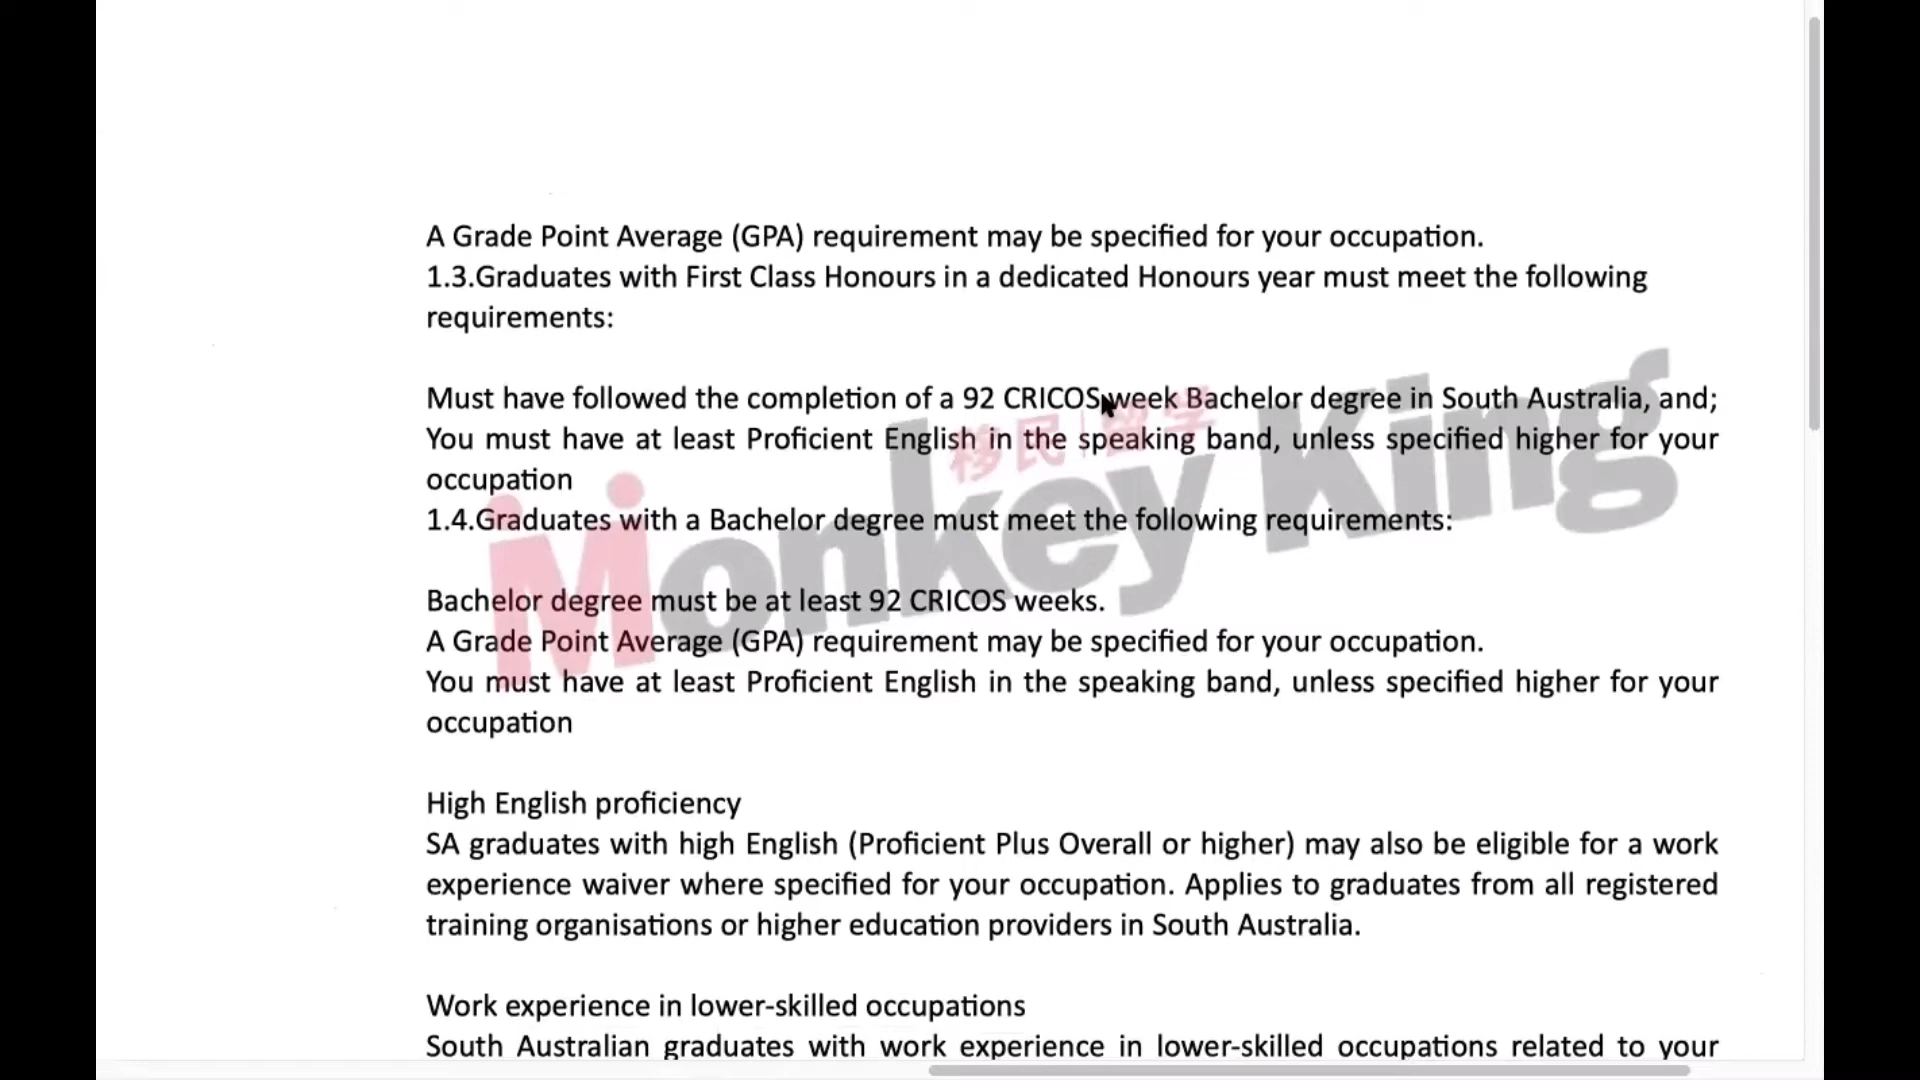 A Grade Point Average (GPA) requirement may be specified for your occupation.
1.3.Graduates with First Class Honours in a dedicated Honours year must meet the following
requirements:
Must have followed the completion of a 92 CRICOS week Bachelor degree in South Australia, and;
You must have at least Proficient English in the speaking band, unless specified higher for your
occupation
1.4.Graduates with a Bachelor degree must meet the following requirements:
Bachelor degree must be at least 92 CRICOS weeks.
A Grade Point Average (GPA) requirement may be specified for your occupation.
You must have at least Proficient English in the speaking band, unless specified higher for your
occupation
High English proficiency
SA graduates with high English (Proficient Plus Overall or higher) may also be eligible for a work
experience waiver where specified for your occupation. Applies to graduates from all registered
training organisations or higher education providers in South Australia.
Work experience in lower-skilled occupations
South Australian graduates with work experience in lower-skilled occupations related to your
移民|留学
Monkey King